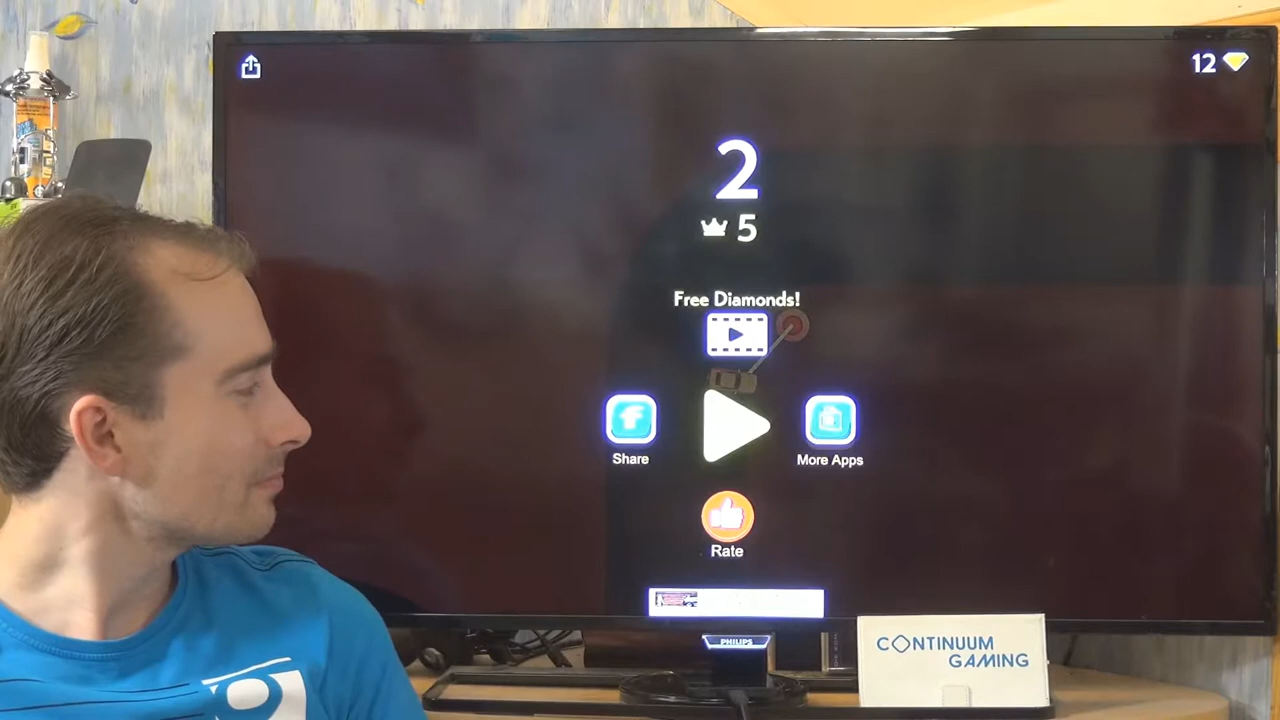 12
2
5
Free Diamonds!
Share
More Apps
Rate
PHILIPS
CONTINUUM
GAMING